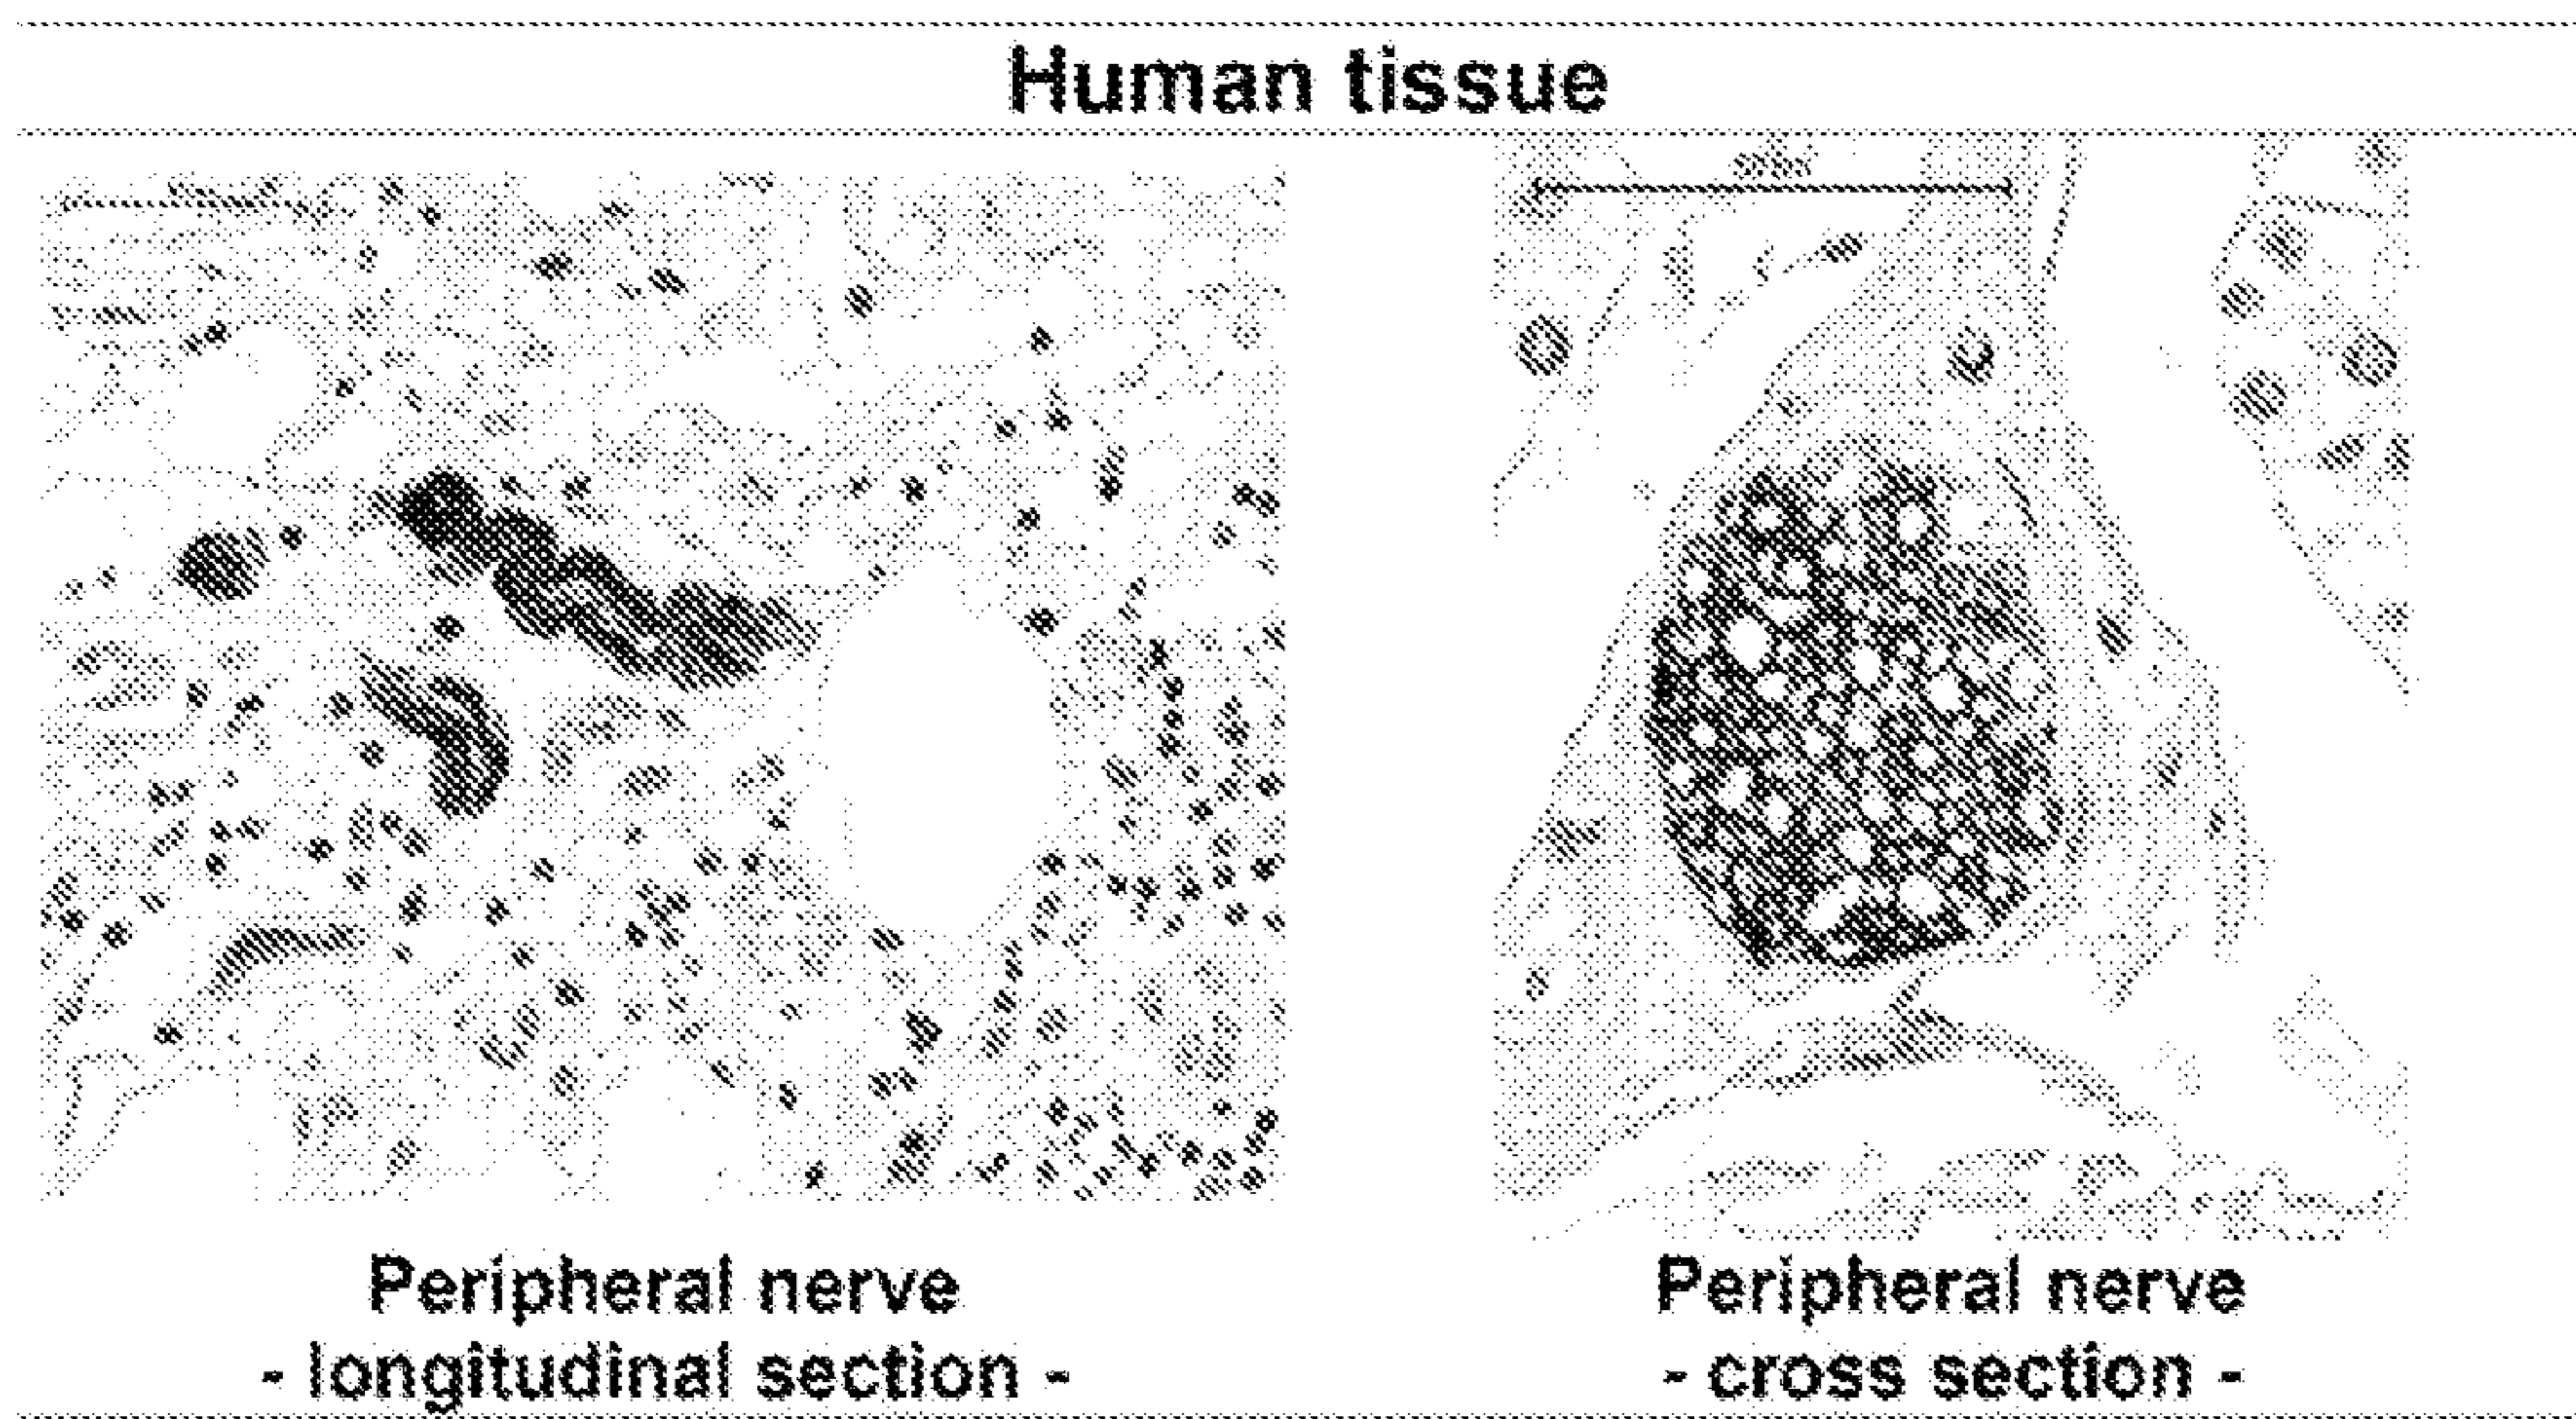 Human tissue
Peripheral nerve
- longitudinal section -
Peripheral nerve
- cross section -